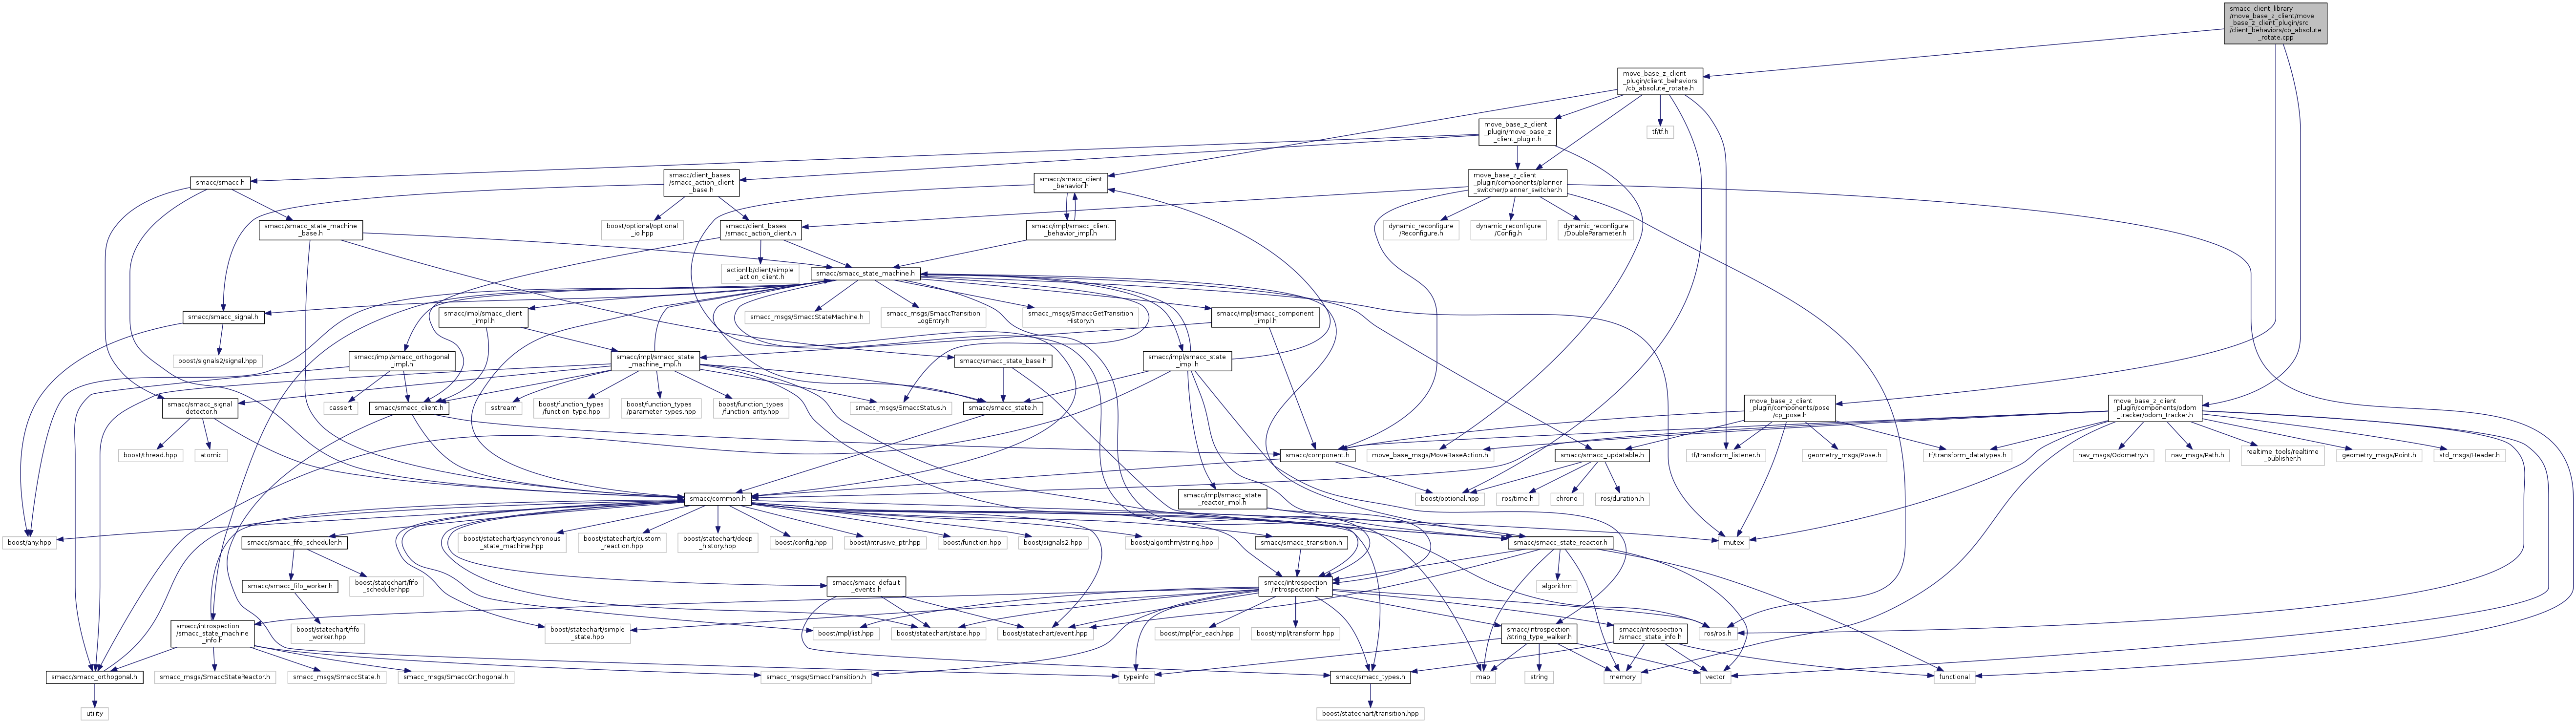 smacc_client_library
/move_base_z_client/move
_base_z_client_plugin/src
/client_behaviors/cb_absolute
_rotate.cpp
move_base_z_client
_plugin/client_behaviors
/cb_absolute_rotate.h
move_base_z_client
_plugin/move_base_z
_client_plugin.h
tf/tf.h
smacc/smacc.h
smacc/client_bases
/smacc_action_client
_base.h
smacc/smacc_client
_behavior.h
move_base_z_client
_plugin/components/planner
_switcher/planner_switcher.h
smacc/smacc_state_machine
_base.h
boost/optional/optional
_io.hpp
smacc/client_bases
/smacc_action_client.h
smacc/impl/smacc_client
_behavior_impl.h
dynamic_reconfigure
/Reconfigure.h
dynamic_reconfigure
/Config.h
dynamic_reconfigure
/DoubleParameter.h
actionlib/client/simple
_action_client.h
smacc/smacc_state_machine.h
smacc/smacc_signal.h
smacc/impl/smacc_client
_impl.h
smacc_msgs/SmaccStateMachine.h
smacc_msgs/SmaccTransition
LogEntry.h
smacc_msgs/SmaccGetTransition
History.h
smacc/impl/smacc_component
_impl.h
boost/signals2/signal.hpp
smacc/impl/smacc_orthogonal
_impl.h
smacc/impl/smacc_state
_machine_impl.h
smacc/smacc_state_base.h
smacc/impl/smacc_state
_impl.h
smacc/smacc_signal
_detector.h
cassert
smacc/smacc_client.h
sstream
boost/function_types
/function_type.hpp
boost/function_types
/parameter_types.hpp
boost/function_types
/function_arity.hpp
smacc_msgs/SmaccStatus.h
smacc/smacc_state.h
move_base_z_client
_plugin/components/pose
/cp_pose.h
move_base_z_client
_plugin/components/odom
_tracker/odom_tracker.h
boost/thread.hpp
atomic
smacc/component.h
move_base_msgs/MoveBaseAction.h
smacc/smacc_updatable.h
tf/transform_listener.h
geometry_msgs/Pose.h
tf/transform_datatypes.h
nav_msgs/Odometry.h
nav_msgs/Path.h
realtime_tools/realtime
_publisher.h
geometry_msgs/Point.h
std_msgs/Header.h
smacc/common.h
smacc/impl/smacc_state
_reactor_impl.h
boost/optional.hpp
ros/time.h
chrono
ros/duration.h
boost/any.hpp
smacc/smacc_fifo_scheduler.h
boost/statechart/asynchronous
_state_machine.hpp
boost/statechart/custom
_reaction.hpp
boost/statechart/deep
_history.hpp
boost/config.hpp
boost/intrusive_ptr.hpp
boost/function.hpp
boost/signals2.hpp
boost/algorithm/string.hpp
smacc/smacc_transition.h
smacc/smacc_state_reactor.h
mutex
smacc/smacc_fifo_worker.h
boost/statechart/fifo
_scheduler.hpp
smacc/smacc_default
_events.h
smacc/introspection
/introspection.h
algorithm
smacc/introspection
/smacc_state_machine
_info.h
boost/statechart/fifo
_worker.hpp
boost/statechart/simple
_state.hpp
boost/mpl/list.hpp
boost/statechart/state.hpp
boost/statechart/event.hpp
boost/mpl/for_each.hpp
boost/mpl/transform.hpp
smacc/introspection
/string_type_walker.h
smacc/introspection
/smacc_state_info.h
ros/ros.h
smacc/smacc_orthogonal.h
smacc_msgs/SmaccStateReactor.h
smacc_msgs/SmaccState.h
smacc_msgs/SmaccOrthogonal.h
smacc_msgs/SmaccTransition.h
typeinfo
smacc/smacc_types.h
map
string
memory
vector
functional
utility
boost/statechart/transition.hpp